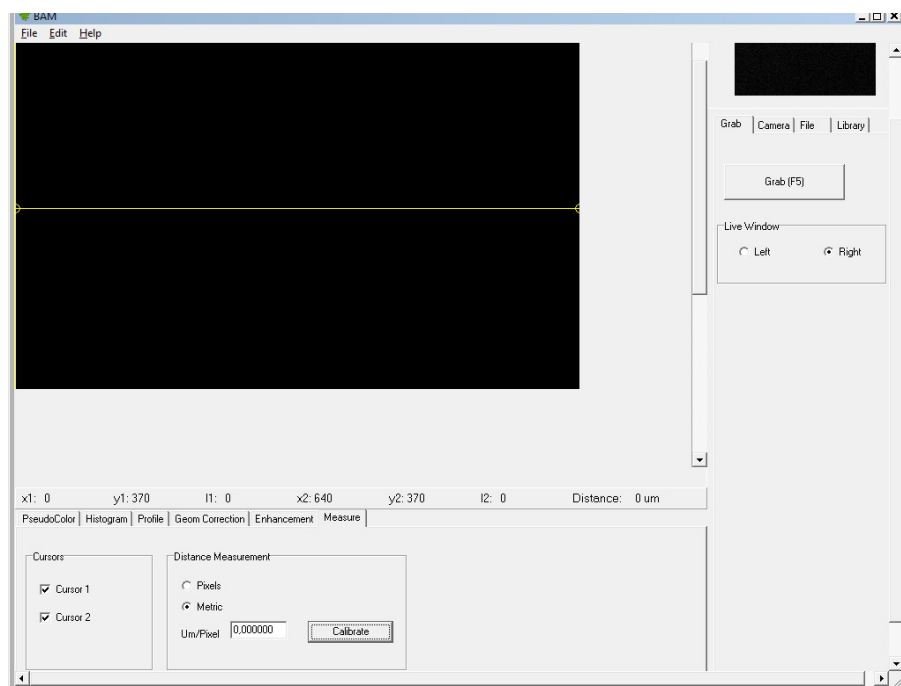 BAM
File Edit Help
Grab Camera File Library
Grab (F5)
Live Window
Left Right
x1: 0 y1: 370 I1: 0 x2: 640 y2: 370 I2: 0 Distance: 0 um
PseudoColor Histogram Profile Geom Correction Enhancement Measure
Cursors
Cursor 1
Cursor 2
Distance Measurement
Pixels
Metric
Um/Pixel 0,000000 Calibrate